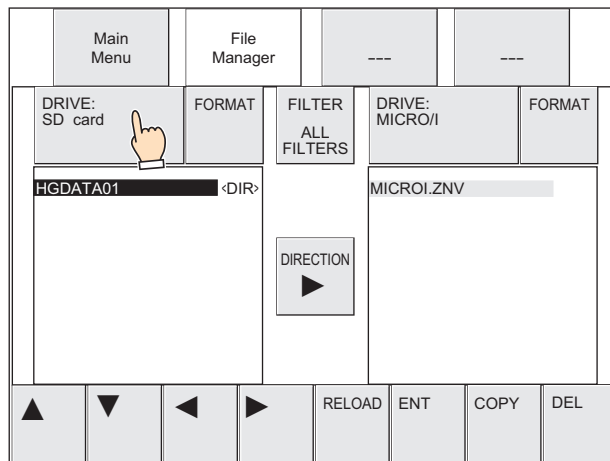 Main
Menu
File
Manager
---
---
DRIVE:
SD card
FORMAT
FILTER
ALL
FILTERS
DRIVE:
MICRO/I
FORMAT
HGDATA01 <DIR>
MICROI.ZNV
DIRECTION
RELOAD
ENT
COPY
DEL